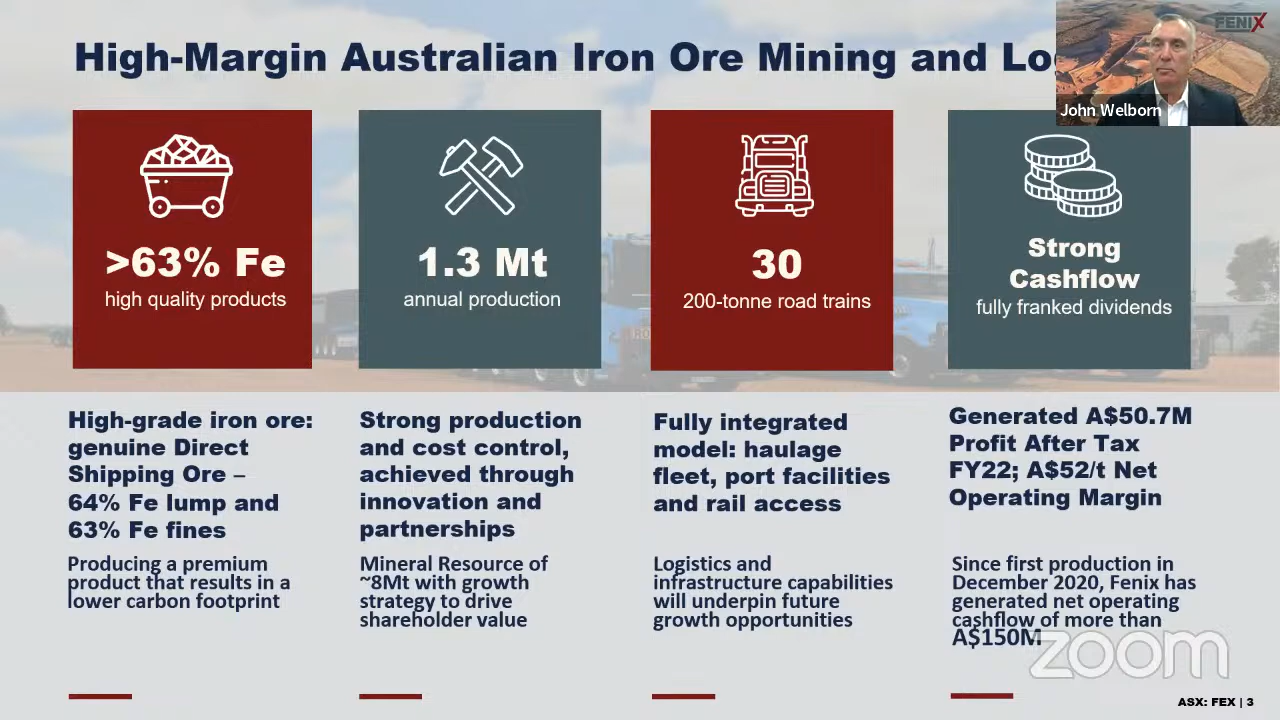 High-Margin Australian Iron Ore Mining and Lo
FENIX
John Welborn
>63% Fe
high quality products
1.3 Mt
annual production
30
200-tonne road trains
Strong
Cashflow
fully franked dividends
High-grade iron ore:
genuine Direct
Shipping Ore –
64% Fe lump and
63% Fe fines
Producing a premium
product that results in a
lower carbon footprint
Strong production
and cost control,
achieved through
innovation and
partnerships
Mineral Resource of
~8Mt with growth
strategy to drive
shareholder value
Fully integrated
model: haulage
fleet, port facilities
and rail access
Logistics and
infrastructure capabilities
will underpin future
growth opportunities
Generated A$50.7M
Profit After Tax
FY22; A$52/t Net
Operating Margin
Since first production in
December 2020, Fenix has
generated net operating
cashflow of more than
A$150M
zoom
ASX: FEX | 3